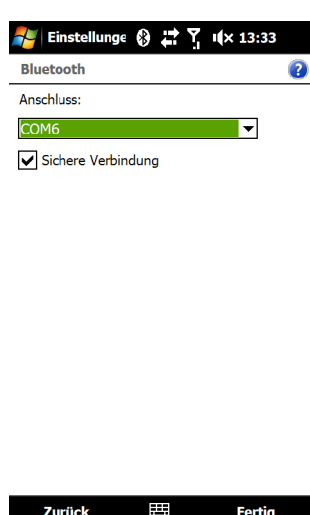 Einstellunge 13:33
Bluetooth ?
Anschluss:
COM6
Sichere Verbindung
Zurück Fertig